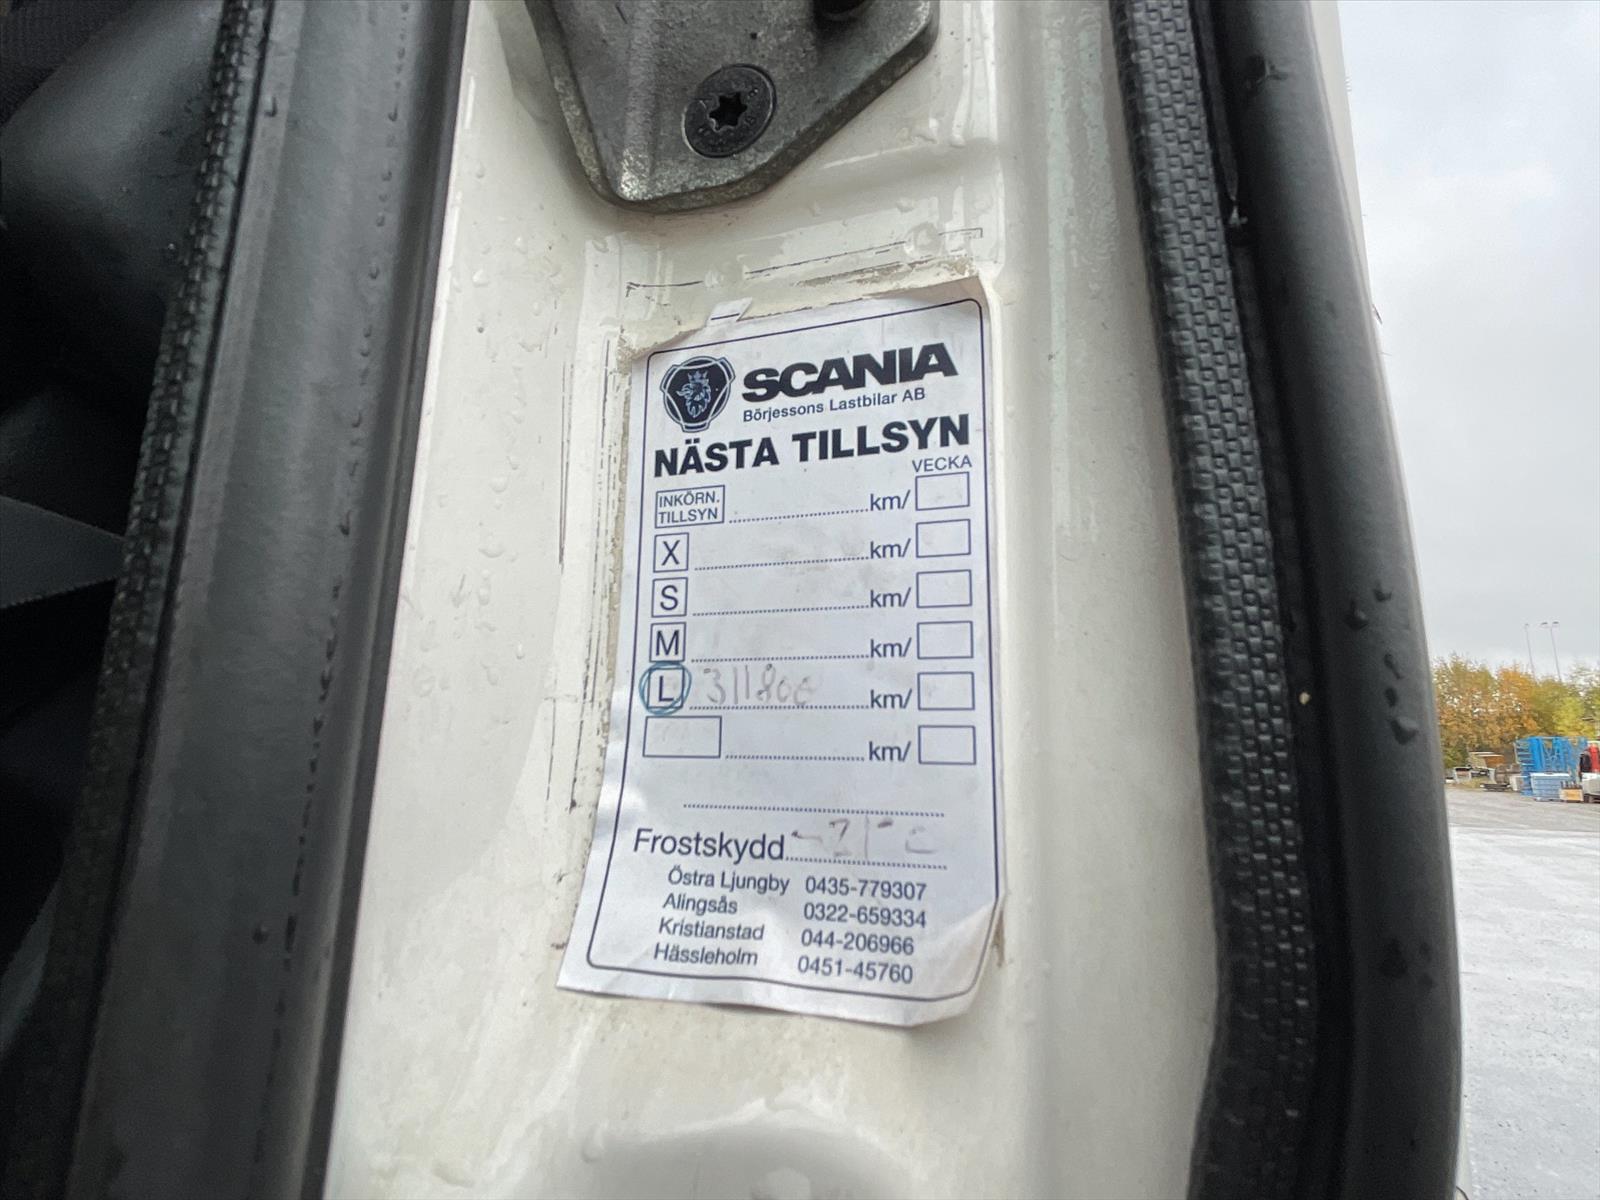 SCANIA
Börjessons Lastbilar AB
NÄSTA TILLSYN
VECKA
INKÖRN. TILLSYN ........................ km/
X ........................ km/
S ........................ km/
M ........................ km/
L 311800 km/
........................ km/
Frostskydd -31°C
Östra Ljungby 0435-779307
Alingsås 0322-659334
Kristianstad 044-206966
Hässleholm 0451-45760